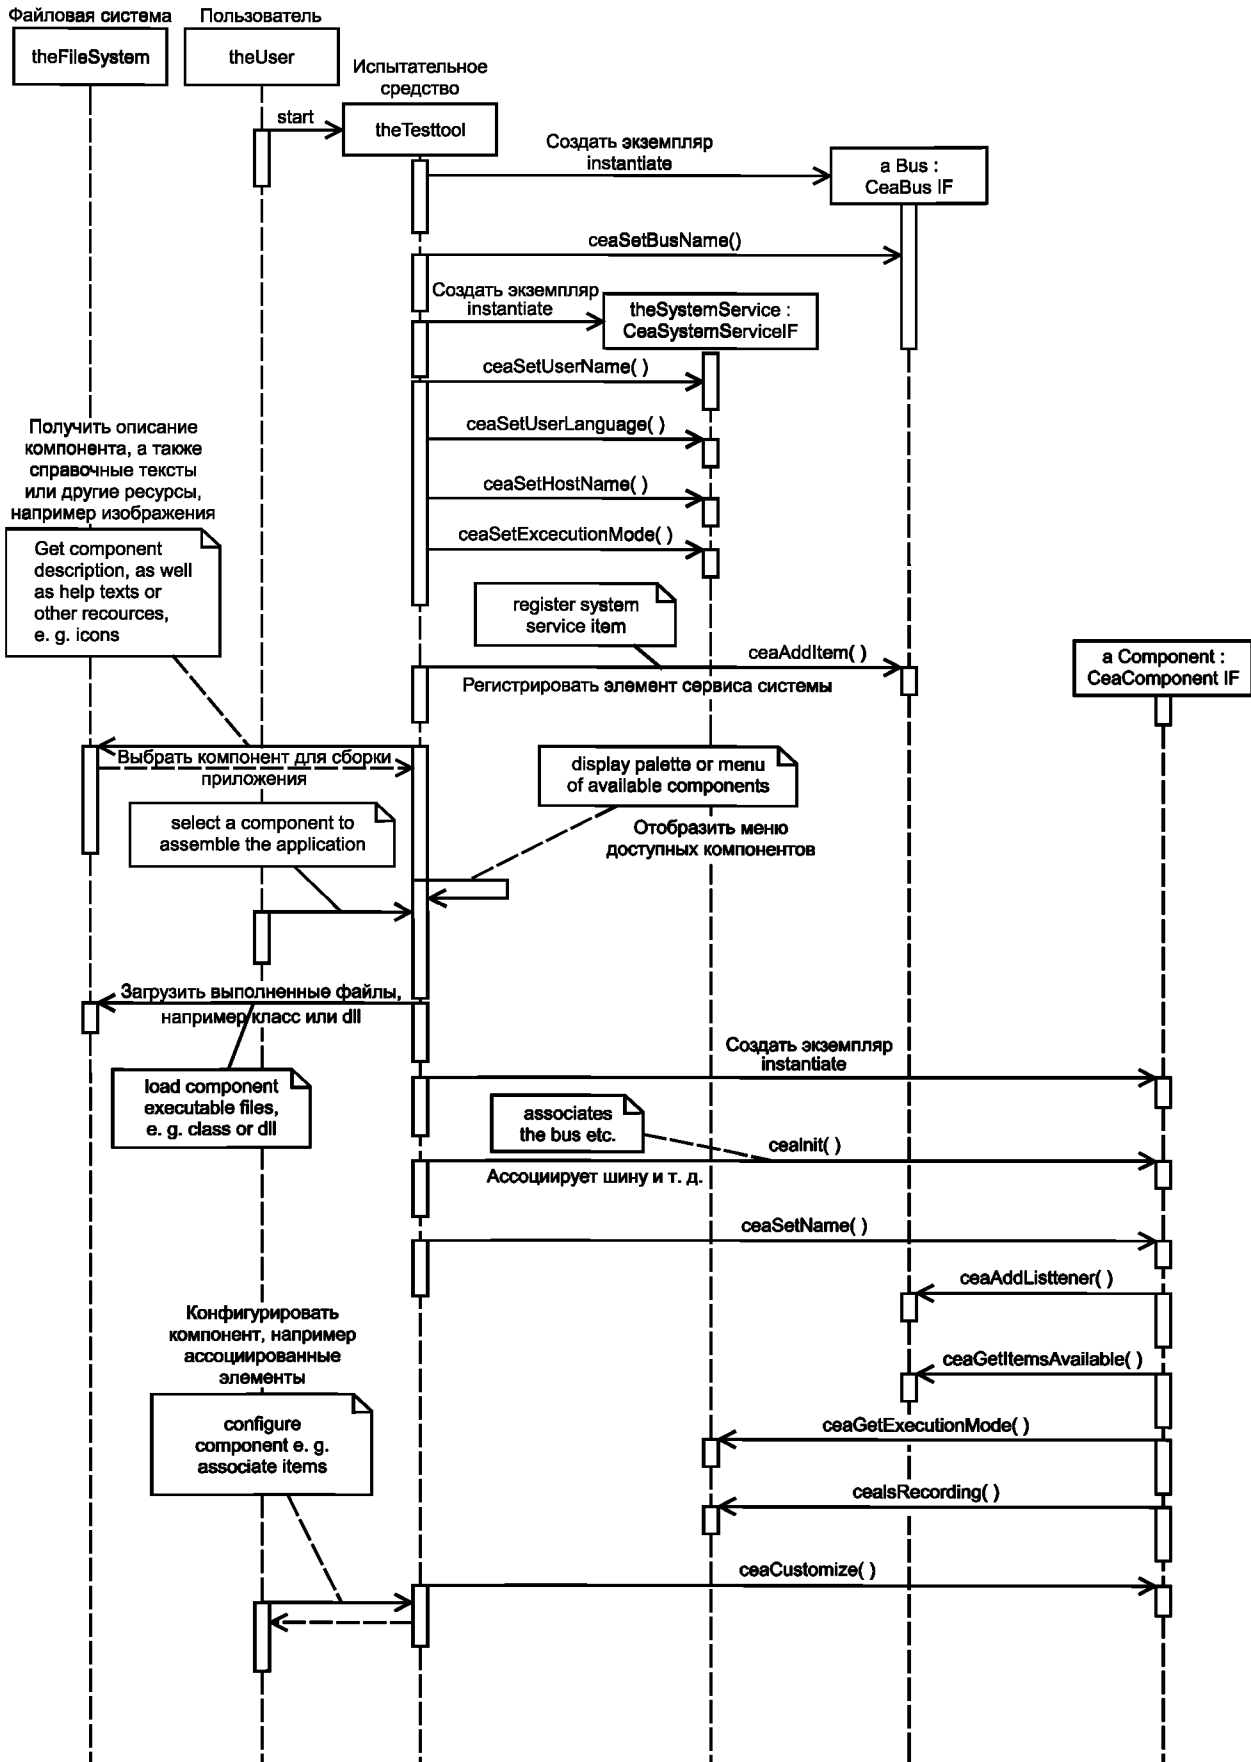 Файловая система
Пользователь
theFileSystem
theUser
Испытательное
средство
start
theTesttool
Создать экземпляр
instantiate
a Bus :
CeaBus IF
ceaSetBusName()
Создать экземпляр
instantiate
theSystemService :
CeaSystemServiceIF
ceaSetUserName( )
ceaSetUserLanguage( )
ceaSetHostName( )
ceaSetExcecutionMode( )
Получить описание
компонента, а также
справочные тексты
или другие ресурсы,
например изображения
Get component
description, as well
as help texts or
other recources,
e. g. icons
register system
service item
ceaAddItem( )
Регистрировать элемент сервиса системы
a Component :
CeaComponent IF
Выбрать компонент для сборки
приложения
display palette or menu
of available components
Отобразить меню
доступных компонентов
select a component to
assemble the application
Загрузить выполненные файлы,
например класс или dll
load component
executable files,
e. g. class or dll
Создать экземпляр
instantiate
associates
the bus etc.
ceaInit( )
Ассоциирует шину и т. д.
ceaSetName( )
ceaAddListtener( )
ceaGetItemsAvailable( )
Конфигурировать
компонент, например
ассоциированные
элементы
configure
component e. g.
associate items
ceaGetExecutionMode( )
ceaIsRecording( )
ceaCustomize( )